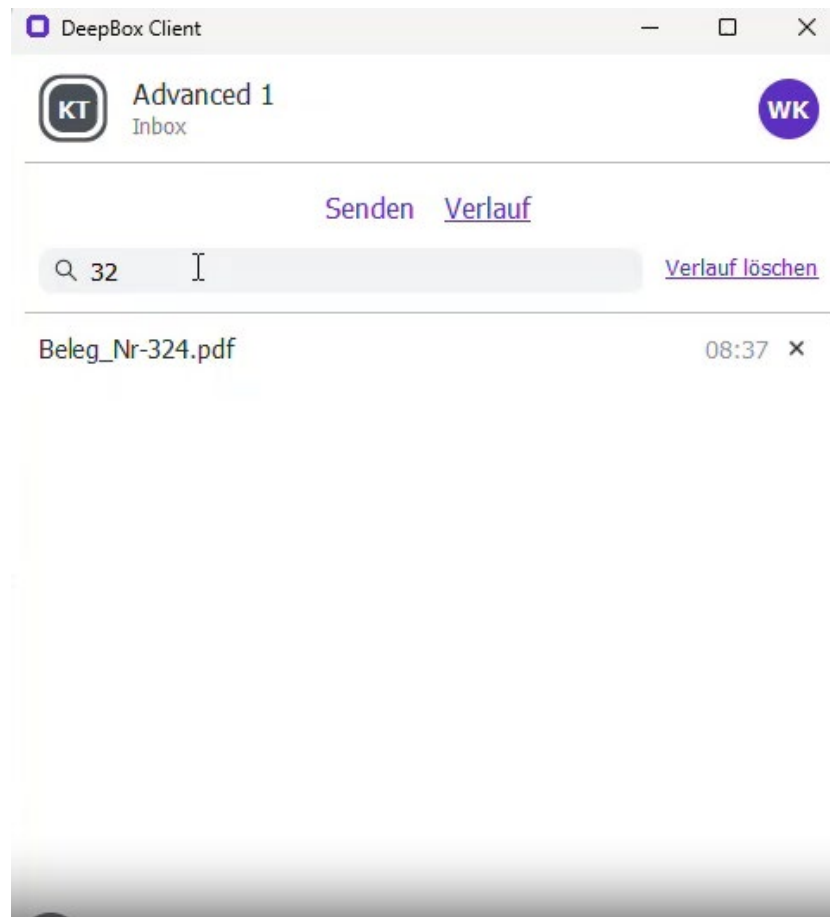 DeepBox Client
KT
Advanced 1
Inbox
WK
Senden Verlauf
32
Verlauf löschen
Beleg_Nr-324.pdf 08:37